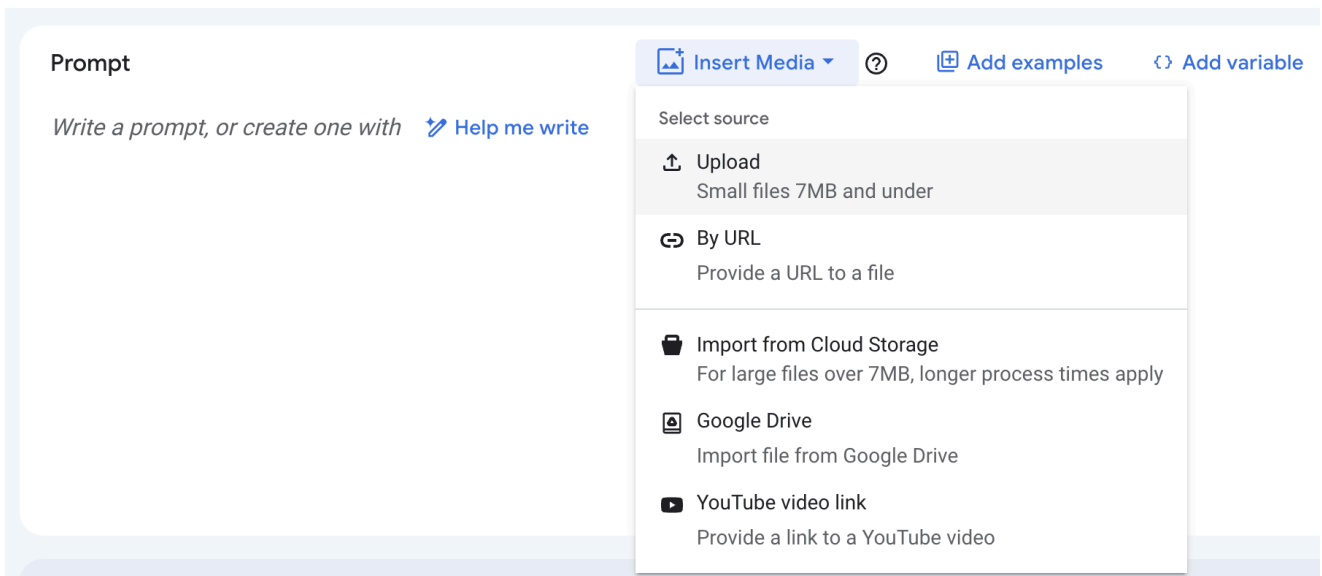 Prompt
Insert Media
Add examples
Add variable
Write a prompt, or create one with Help me write
Select source
Upload
Small files 7MB and under
By URL
Provide a URL to a file
Import from Cloud Storage
For large files over 7MB, longer process times apply
Google Drive
Import file from Google Drive
YouTube video link
Provide a link to a YouTube video